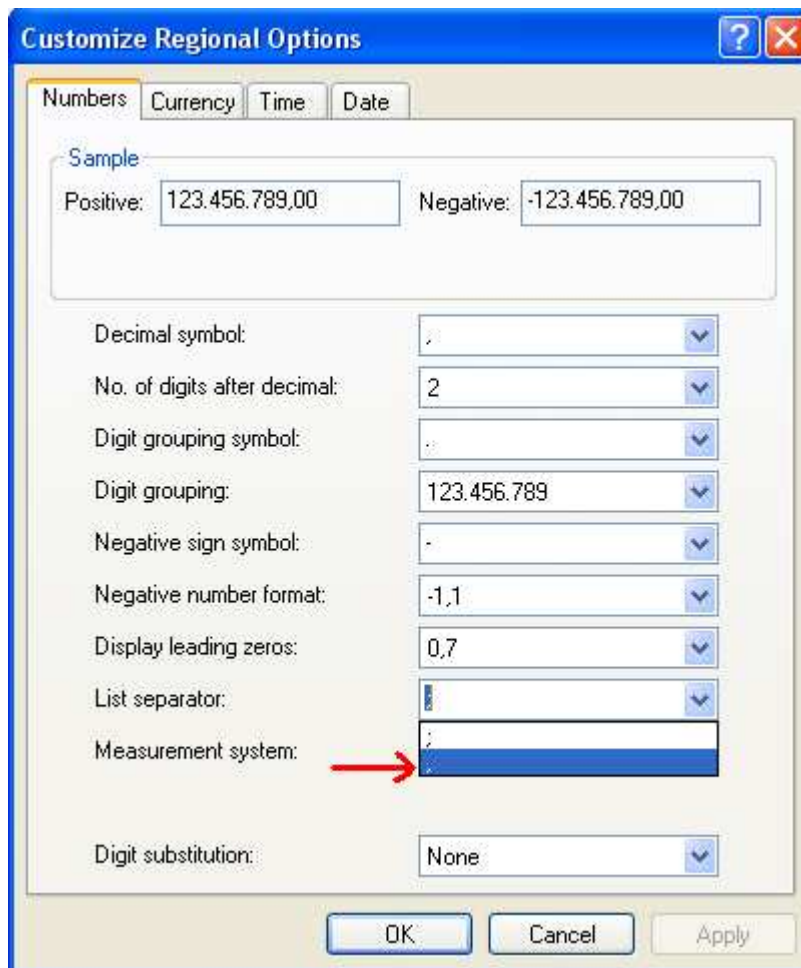 Customize Regional Options
Numbers Currency Time Date
Sample
Positive: 123.456.789,00 Negative: -123.456.789,00
Decimal symbol: ,
No. of digits after decimal: 2
Digit grouping symbol: .
Digit grouping: 123.456.789
Negative sign symbol: -
Negative number format: -1,1
Display leading zeros: 0,7
List separator: ;
;
Measurement system: ,
Digit substitution: None
OK Cancel Apply